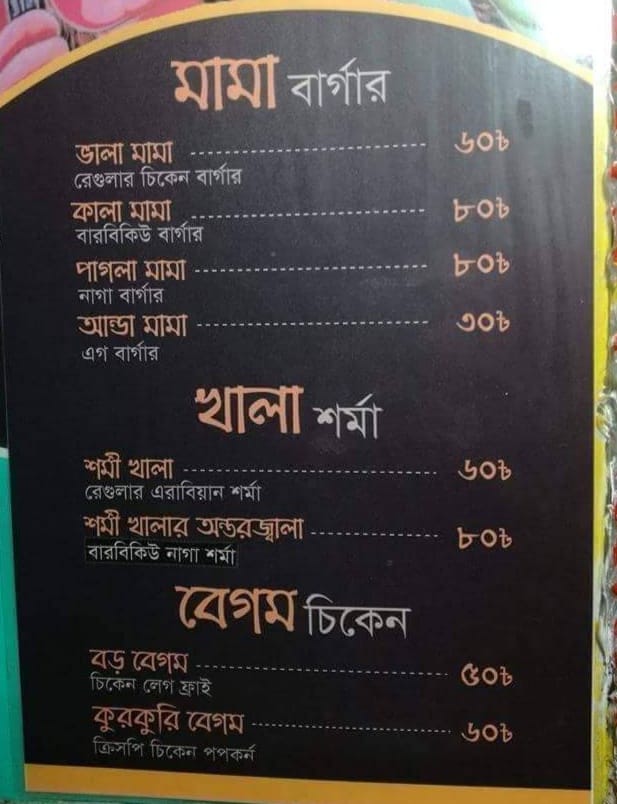 মামা বার্গার
ভালা মামা ------------------ ৬০৳
রেগুলার চিকেন বার্গার
কালা মামা ------------------ ৮০৳
বারবিকিউ বার্গার
পাগলা মামা ------------------ ৮০৳
নাগা বার্গার
আন্ডা মামা ------------------ ৩০৳
এগ বার্গার
খালা শর্মা
শর্মী খালা ------------------ ৬০৳
রেগুলার এরাবিয়ান শর্মা
শর্মী খালার অন্তরজ্বালা ------------ ৮০৳
বারবিকিউ নাগা শর্মা
বেগম চিকেন
বড় বেগম ------------------ ৫০৳
চিকেন লেগ ফ্রাই
কুরকুরি বেগম ---------------- ৬০৳
ক্রিসপি চিকেন পপকর্ন